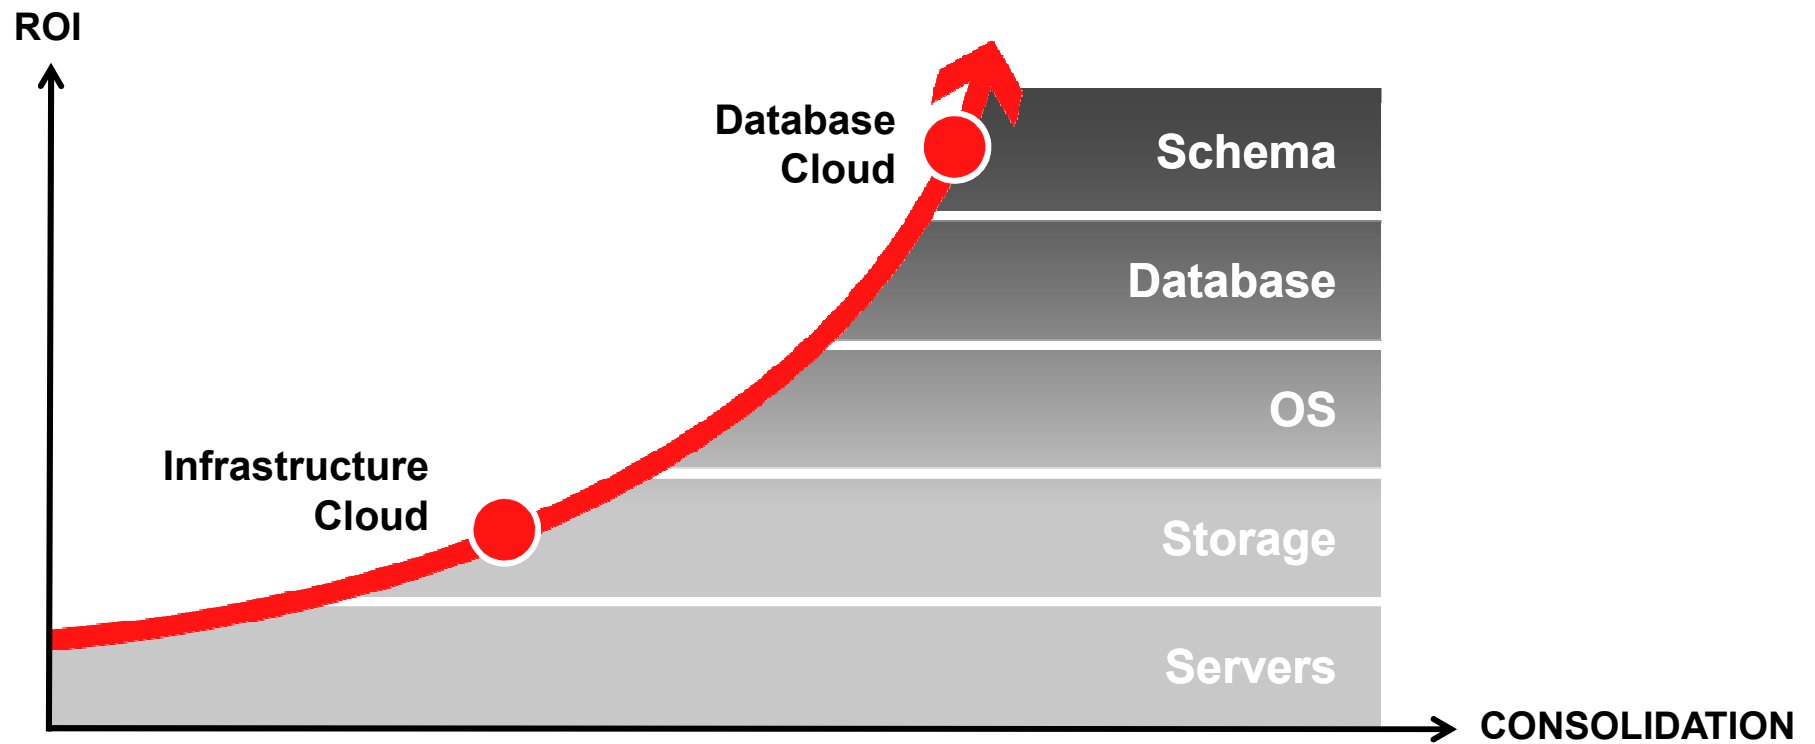 ROI
Database
Cloud
Schema
Database
OS
Infrastructure
Cloud
Storage
Servers
CONSOLIDATION